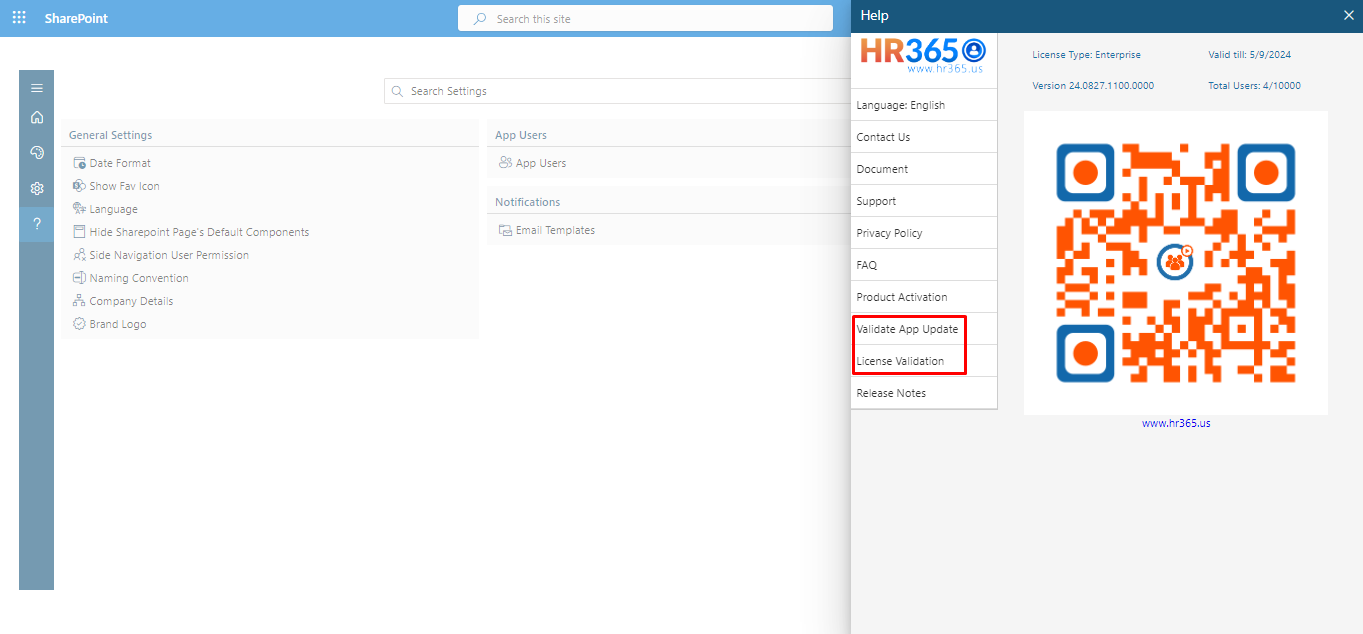 SharePoint
Search this site
Search Settings
General Settings
Date Format
Show Fav Icon
Language
Hide Sharepoint Page's Default Components
Side Navigation User Permission
Naming Convention
Company Details
Brand Logo
App Users
App Users
Notifications
Email Templates
Help
HR365
www.hr365.us
Language: English
Contact Us
Document
Support
Privacy Policy
FAQ
Product Activation
Validate App Update
License Validation
Release Notes
License Type: Enterprise
Valid till: 5/9/2024
Version 24.0827.1100.0000
Total Users: 4/10000
www.hr365.us